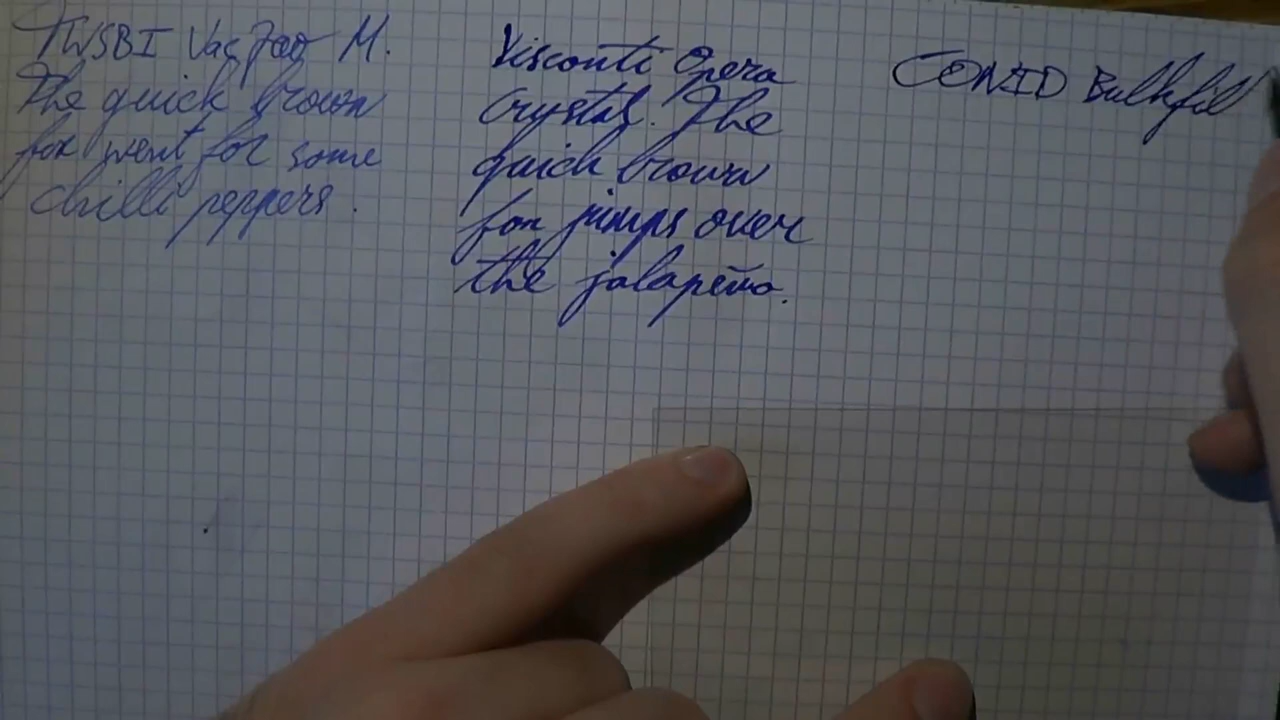 TWSBI Vac 700 M.
The quick brown
fox went for some
chilli peppers.
Visconti Opera
Crystal. The
quick brown
fox jumps over
the jalapeño.
CONID Bulkfil